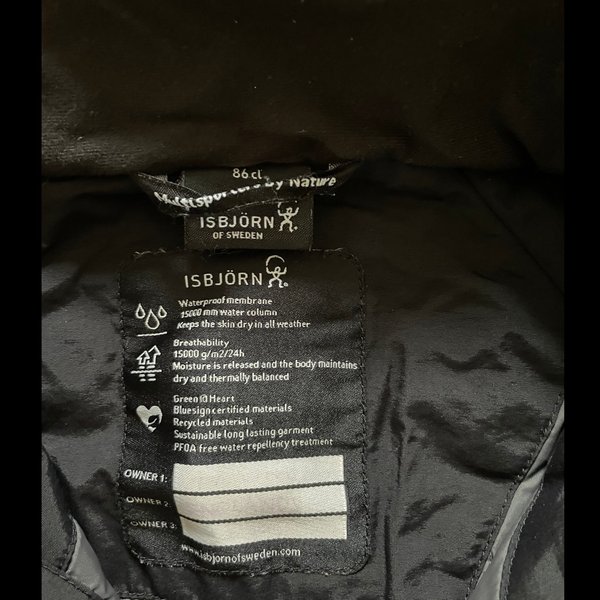 86 cl
by Nature
ISBJÖRN
OF SWEDEN
ISBJÖRN
Waterproof membrane
15000 mm water column
Keeps the skin dry in all weather
Breathability
15000 g/m2/24h
Moisture is released and the body maintains
dry and thermally balanced
Green @ Heart
Bluesign certified materials
Recycled materials
Sustainable long lasting garment
PFOA free water repellency treatment
OWNER 1:
OWNER 2:
OWNER 3:
www.isbjornofsweden.com